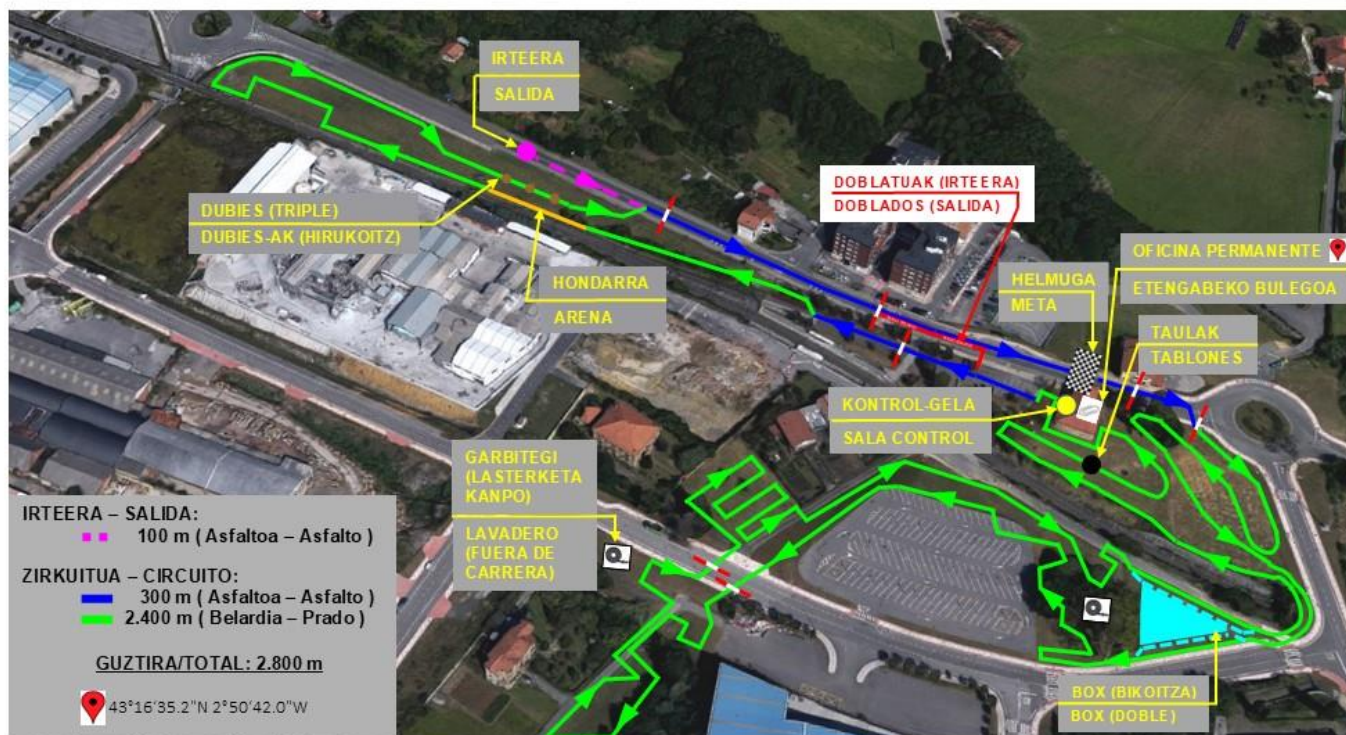 IRTEERA
SALIDA
DUBIES (TRIPLE)
DUBIES-AK (HIRUKOITZ)
HONDARRA
ARENA
DOBLATUAK (IRTEERA)
DOBLADOS (SALIDA)
HELMUGA
META
OFICINA PERMANENTE
ETENGABEKO BULEGOA
TAULAK
TABLONES
KONTROL-GELA
SALA CONTROL
GARBITEGI
(LASTERKETA
KANPO)
LAVADERO
(FUERA DE
CARRERA)
BOX (BIKOITZA)
BOX (DOBLE)
IRTEERA – SALIDA:
100 m ( Asfaltoa – Asfalto )
ZIRKUITUA – CIRCUITO:
300 m ( Asfaltoa – Asfalto )
2.400 m ( Belardia – Prado )
GUZTIRA/TOTAL: 2.800 m
43°16'35.2"N 2°50'42.0"W